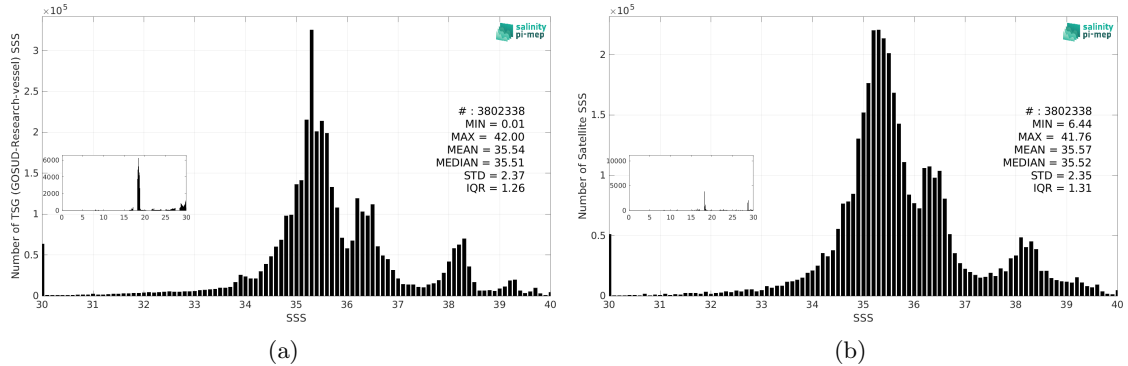 ×10^5
salinity
pi-mep
Number of TSG (GOSUD-Research-vessel) SSS
3
2.5
2
1.5
1
0.5
0
# : 3802338
MIN = 0.01
MAX = 42.00
MEAN = 35.54
MEDIAN = 35.51
STD = 2.37
IQR = 1.26
6000
4000
2000
0
0 5 10 15 20 25 30
30 31 32 33 34 35 36 37 38 39 40
SSS
(a)
×10^5
salinity
pi-mep
Number of Satellite SSS
2
1.5
1
0.5
0
# : 3802338
MIN = 6.44
MAX = 41.76
MEAN = 35.57
MEDIAN = 35.52
STD = 2.35
IQR = 1.31
10000
5000
0
0 5 10 15 20 25 30
30 31 32 33 34 35 36 37 38 39 40
SSS
(b)